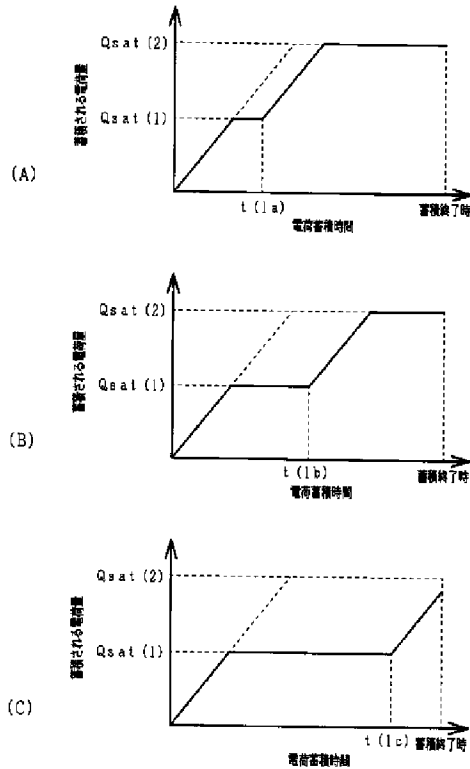 (A)
Qsat(2)
Qsat(1)
蓄積される電荷量
t(1a)
蓄積終了時
電荷蓄積時間
(B)
Qsat(2)
Qsat(1)
蓄積される電荷量
t(1b)
蓄積終了時
電荷蓄積時間
(C)
Qsat(2)
Qsat(1)
蓄積される電荷量
t(1c)
蓄積終了時
電荷蓄積時間